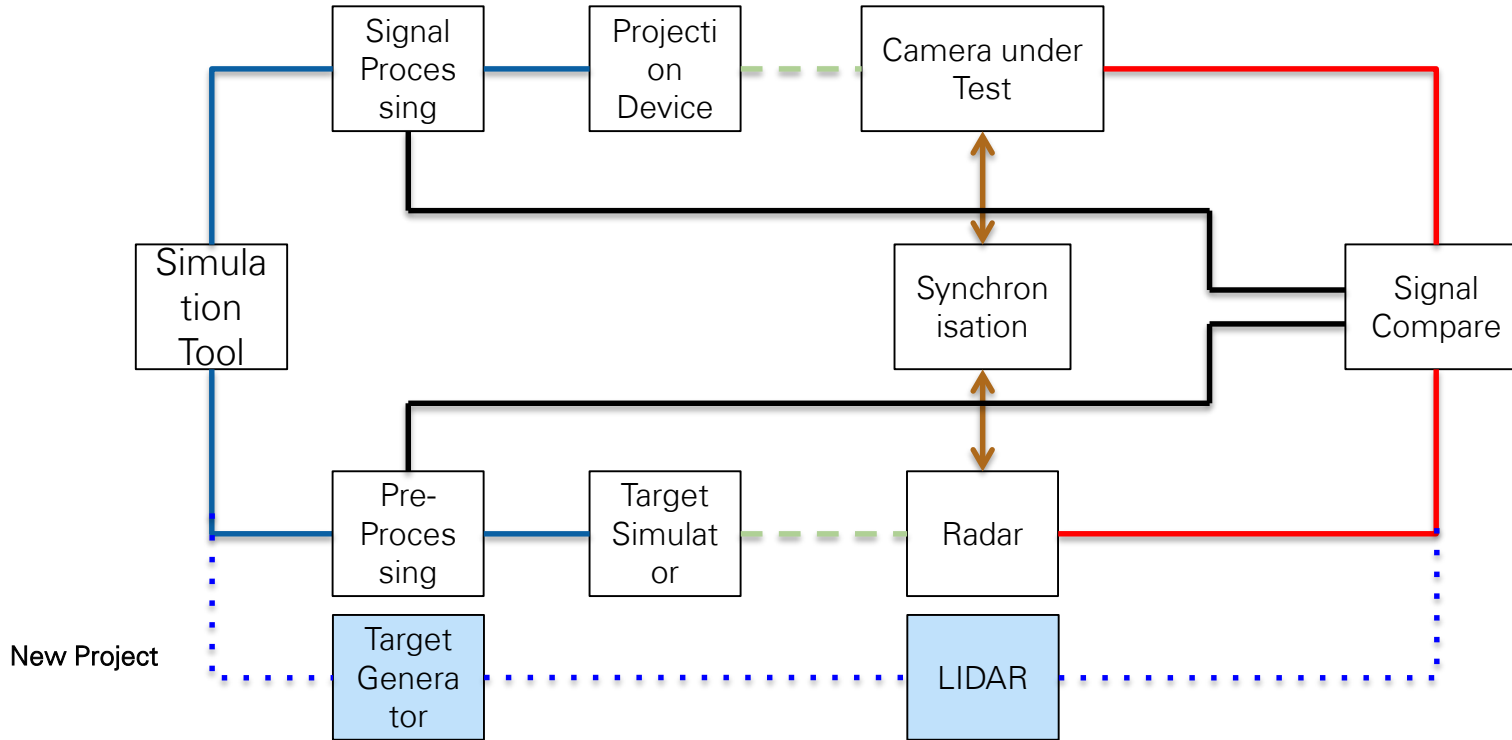 Signal
Proces
sing
Projecti
on
Device
Camera under
Test
Simula
tion
Tool
Synchron
isation
Signal
Compare
Pre-
Proces
sing
Target
Simulat
or
Radar
New Project
Target
Genera
tor
LIDAR